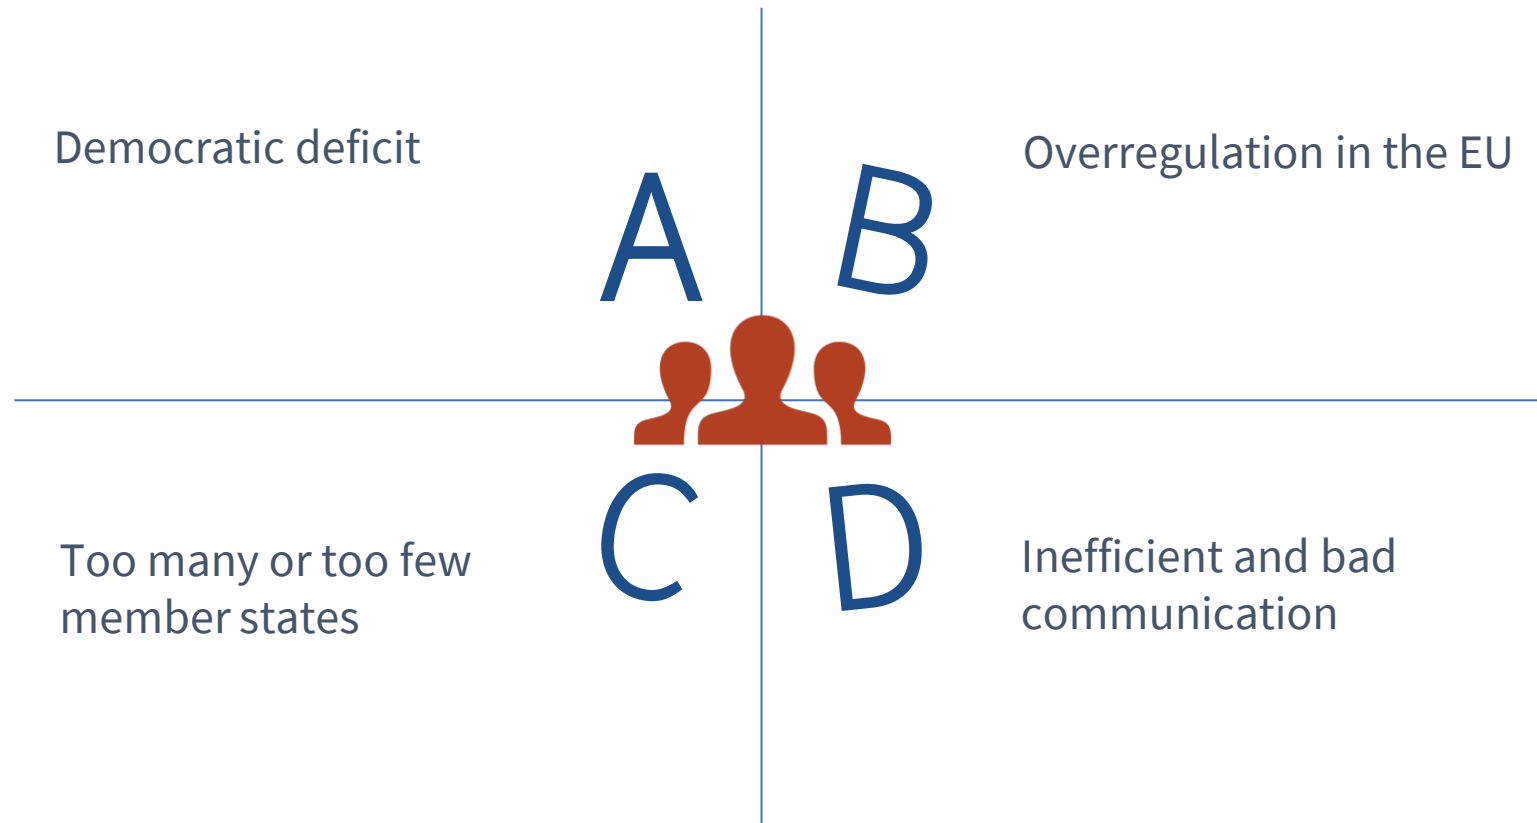 Democratic deficit
A
B
Overregulation in the EU
Too many or too few
member states
C
D
Inefficient and bad
communication